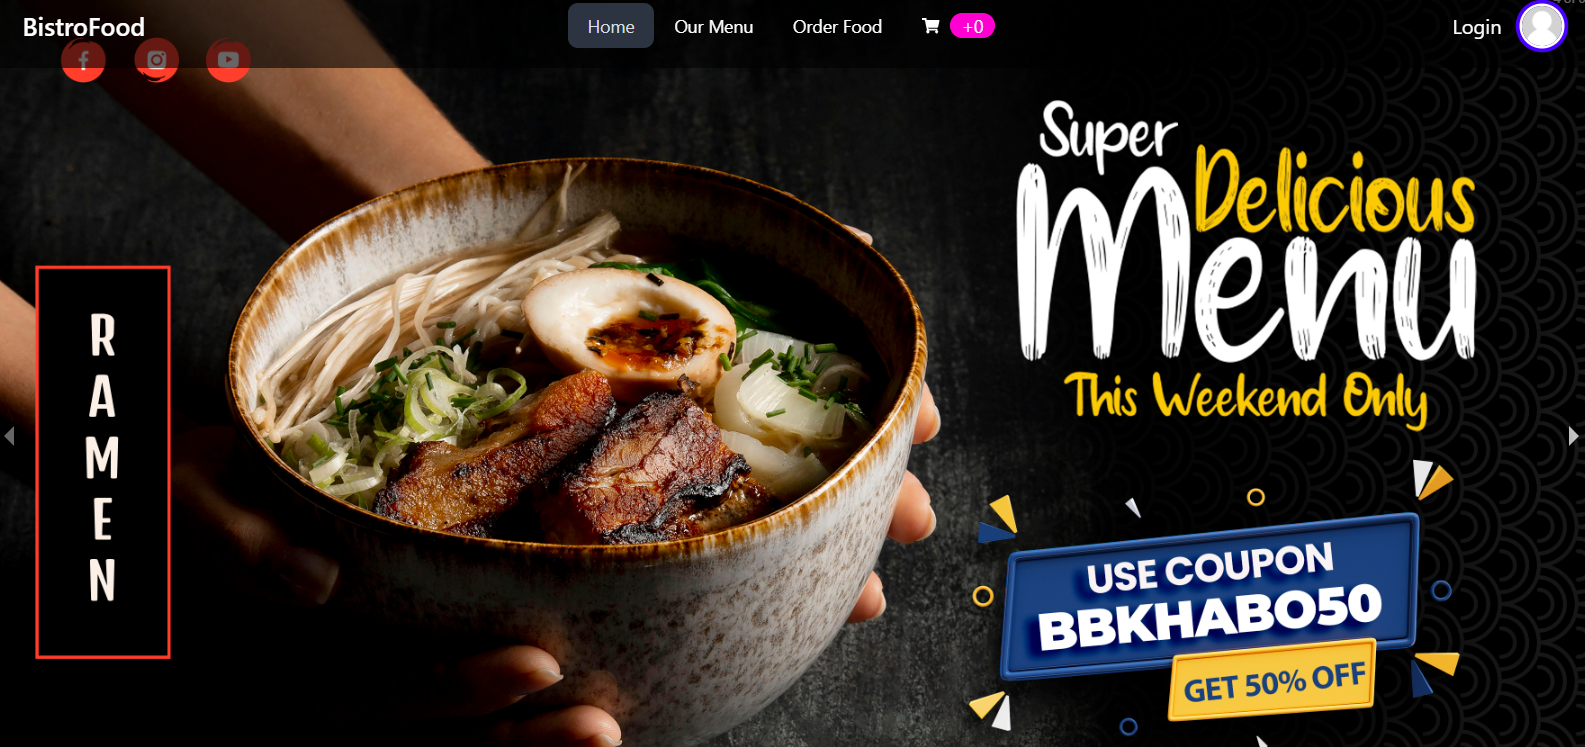 BistroFood
Home
Our Menu
Order Food
+0
Login
RAMEN
Super
Delicious
Menu
This Weekend Only
USE COUPON
BBKHABO50
GET 50% OFF